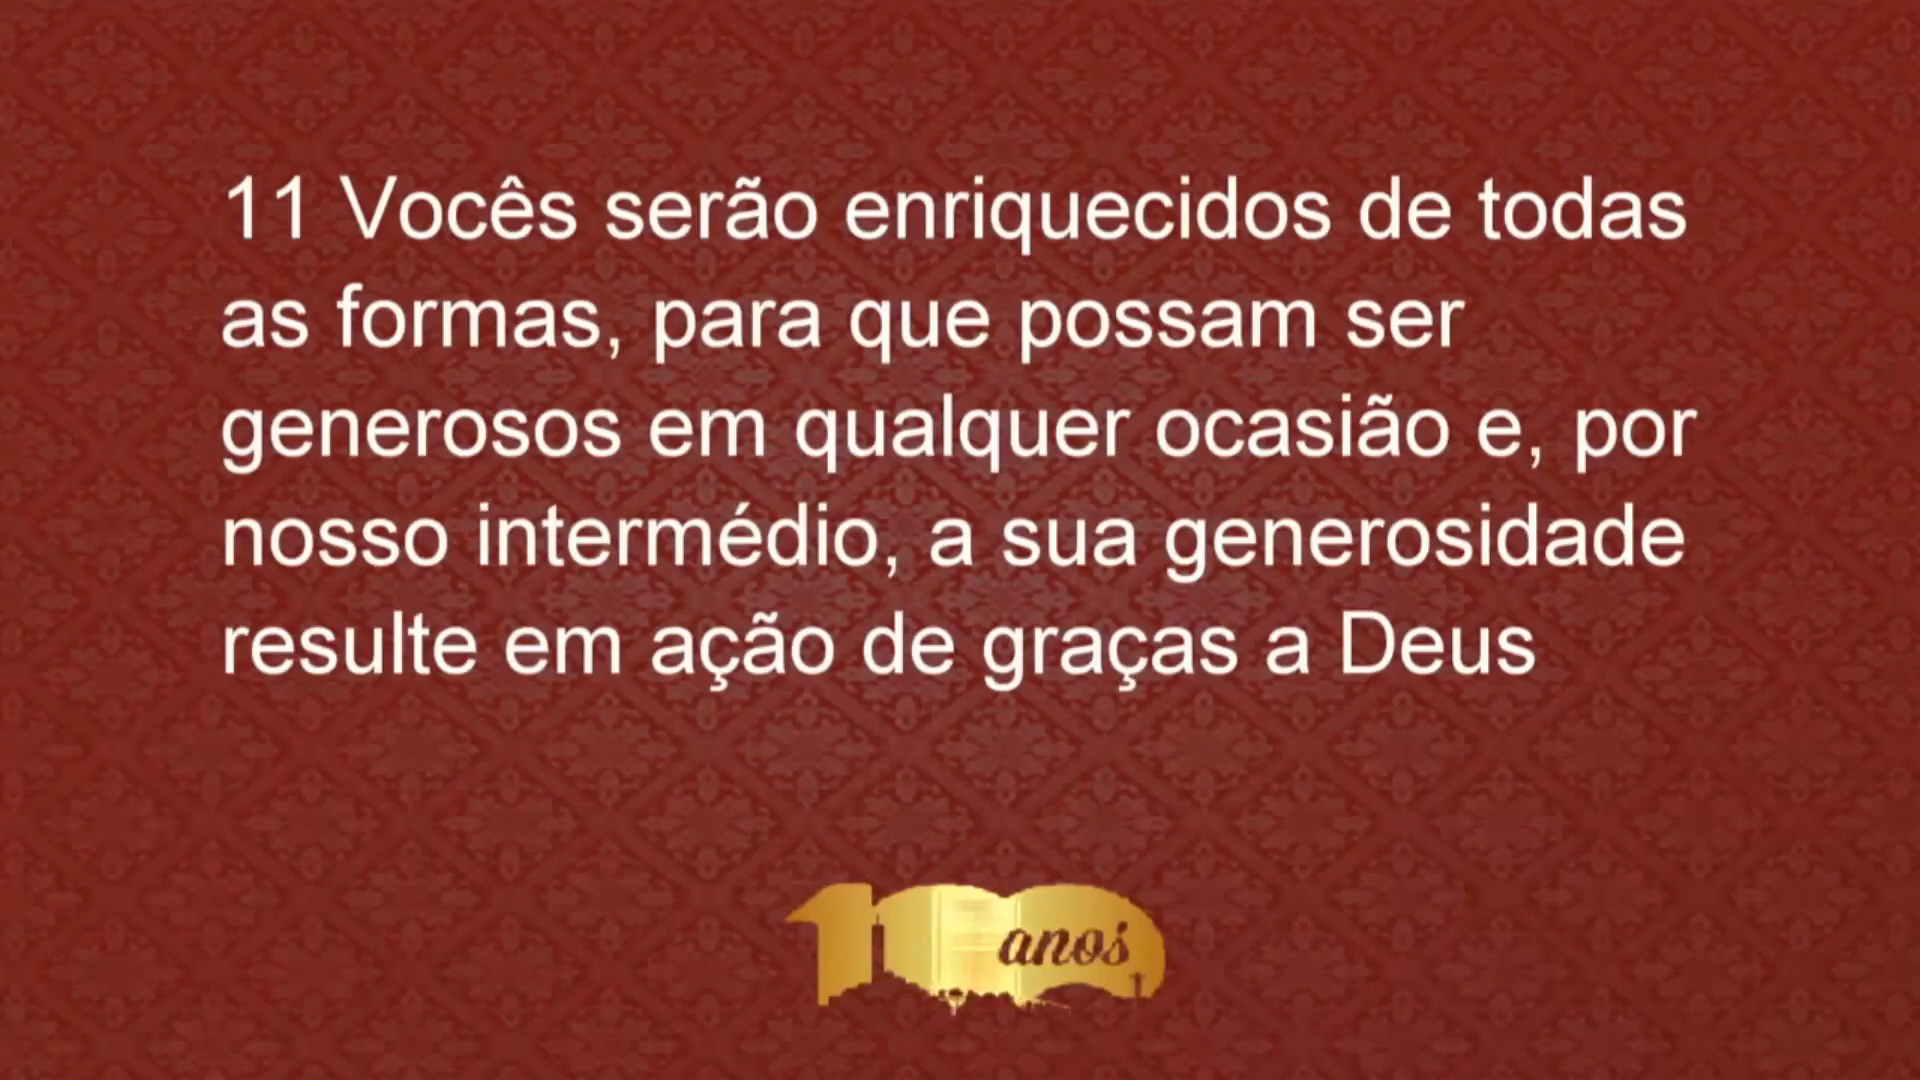 11 Vocês serão enriquecidos de todas
as formas, para que possam ser
generosos em qualquer ocasião e, por
nosso intermédio, a sua generosidade
resulte em ação de graças a Deus
100 anos